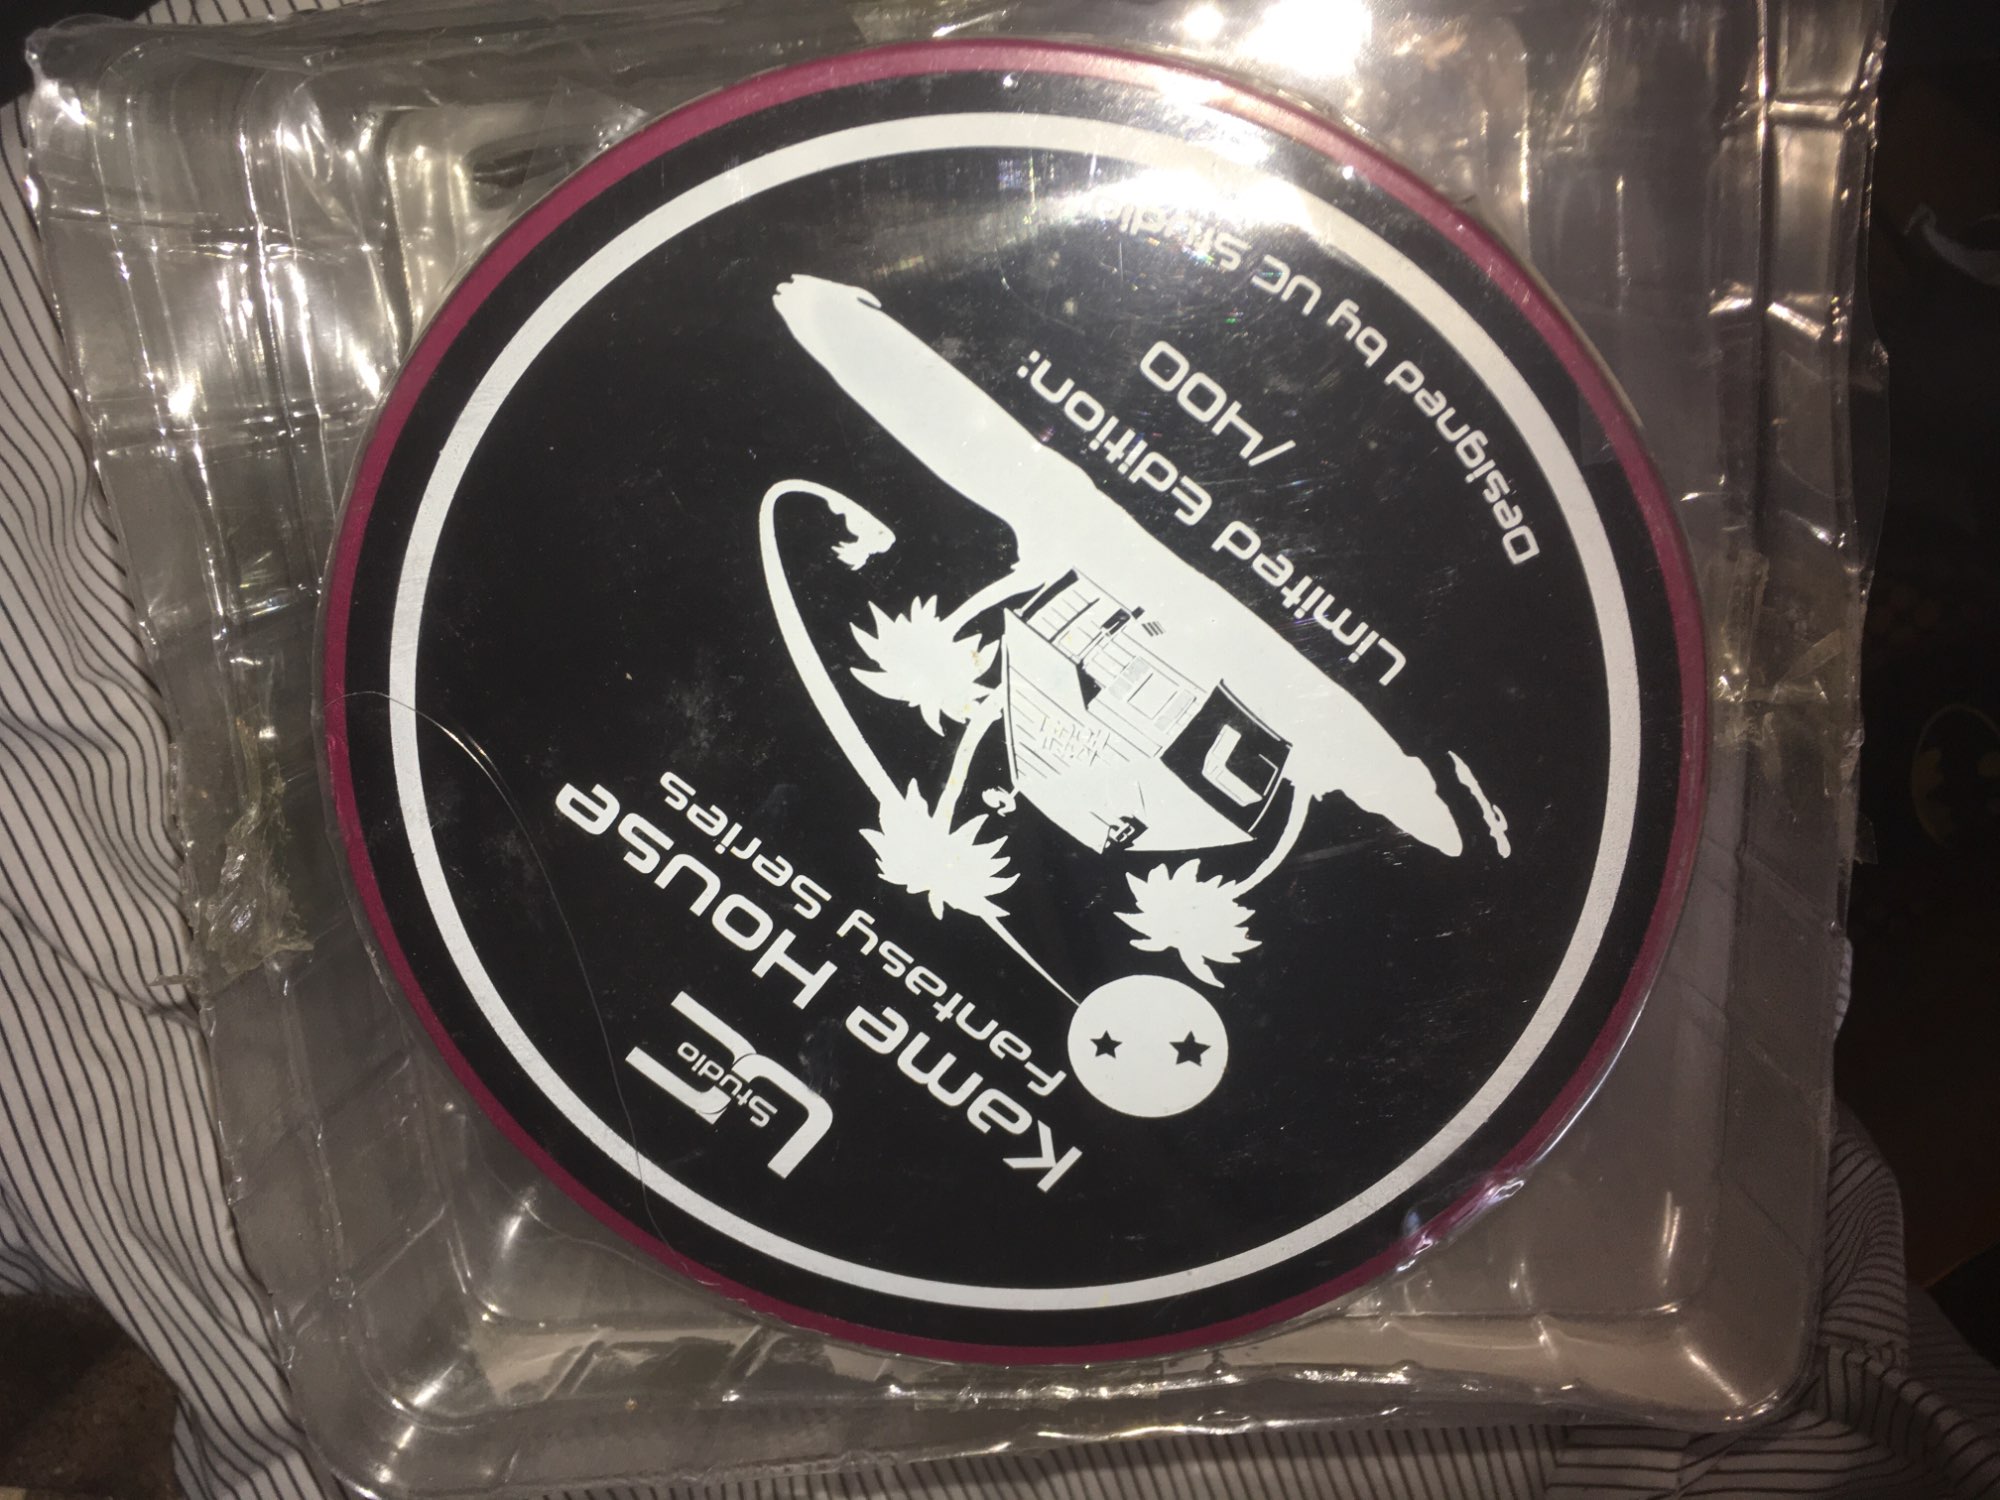 UC
Studio
Kame House
Fantasy Series
Limited Edition:
/400
Designed by UC Studio